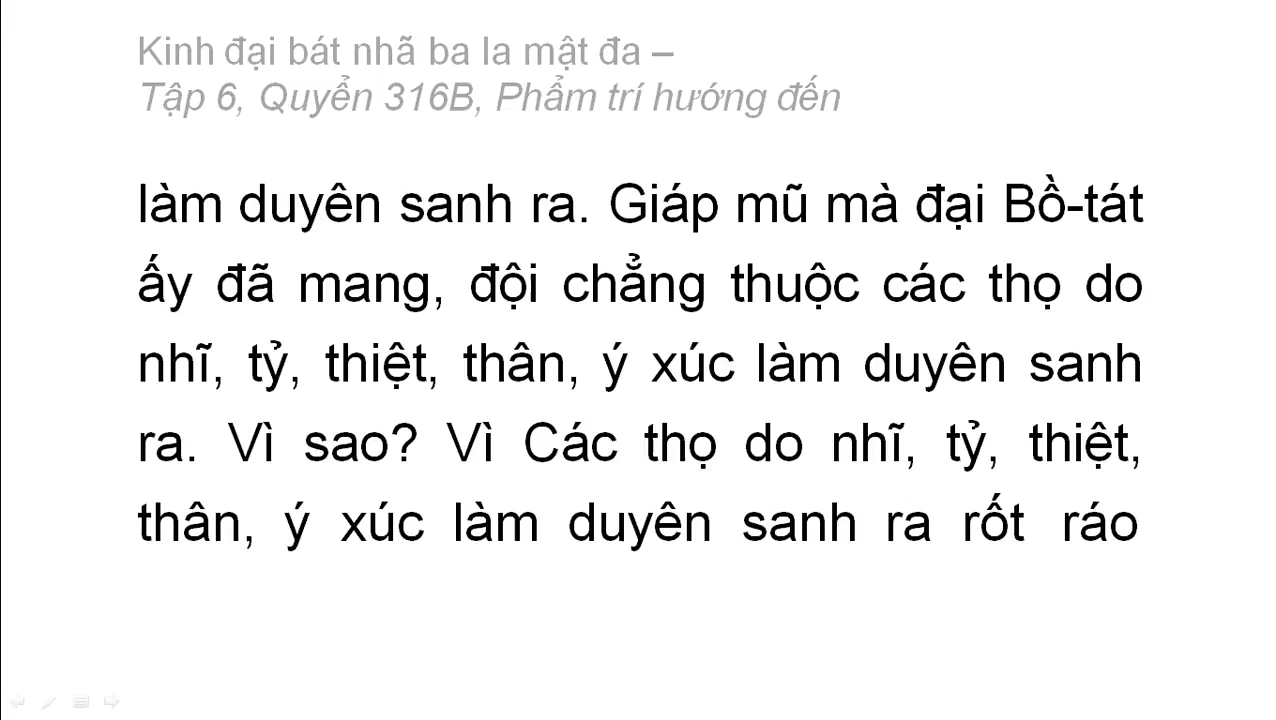 Kinh đại bát nhã ba la mật đa –
Tập 6, Quyển 316B, Phẩm trí hướng đến
làm duyên sanh ra. Giáp mũ mà đại Bồ-tát
ấy đã mang, đội chẳng thuộc các thọ do
nhĩ, tỷ, thiệt, thân, ý xúc làm duyên sanh
ra. Vì sao? Vì Các thọ do nhĩ, tỷ, thiệt,
thân, ý xúc làm duyên sanh ra rốt ráo